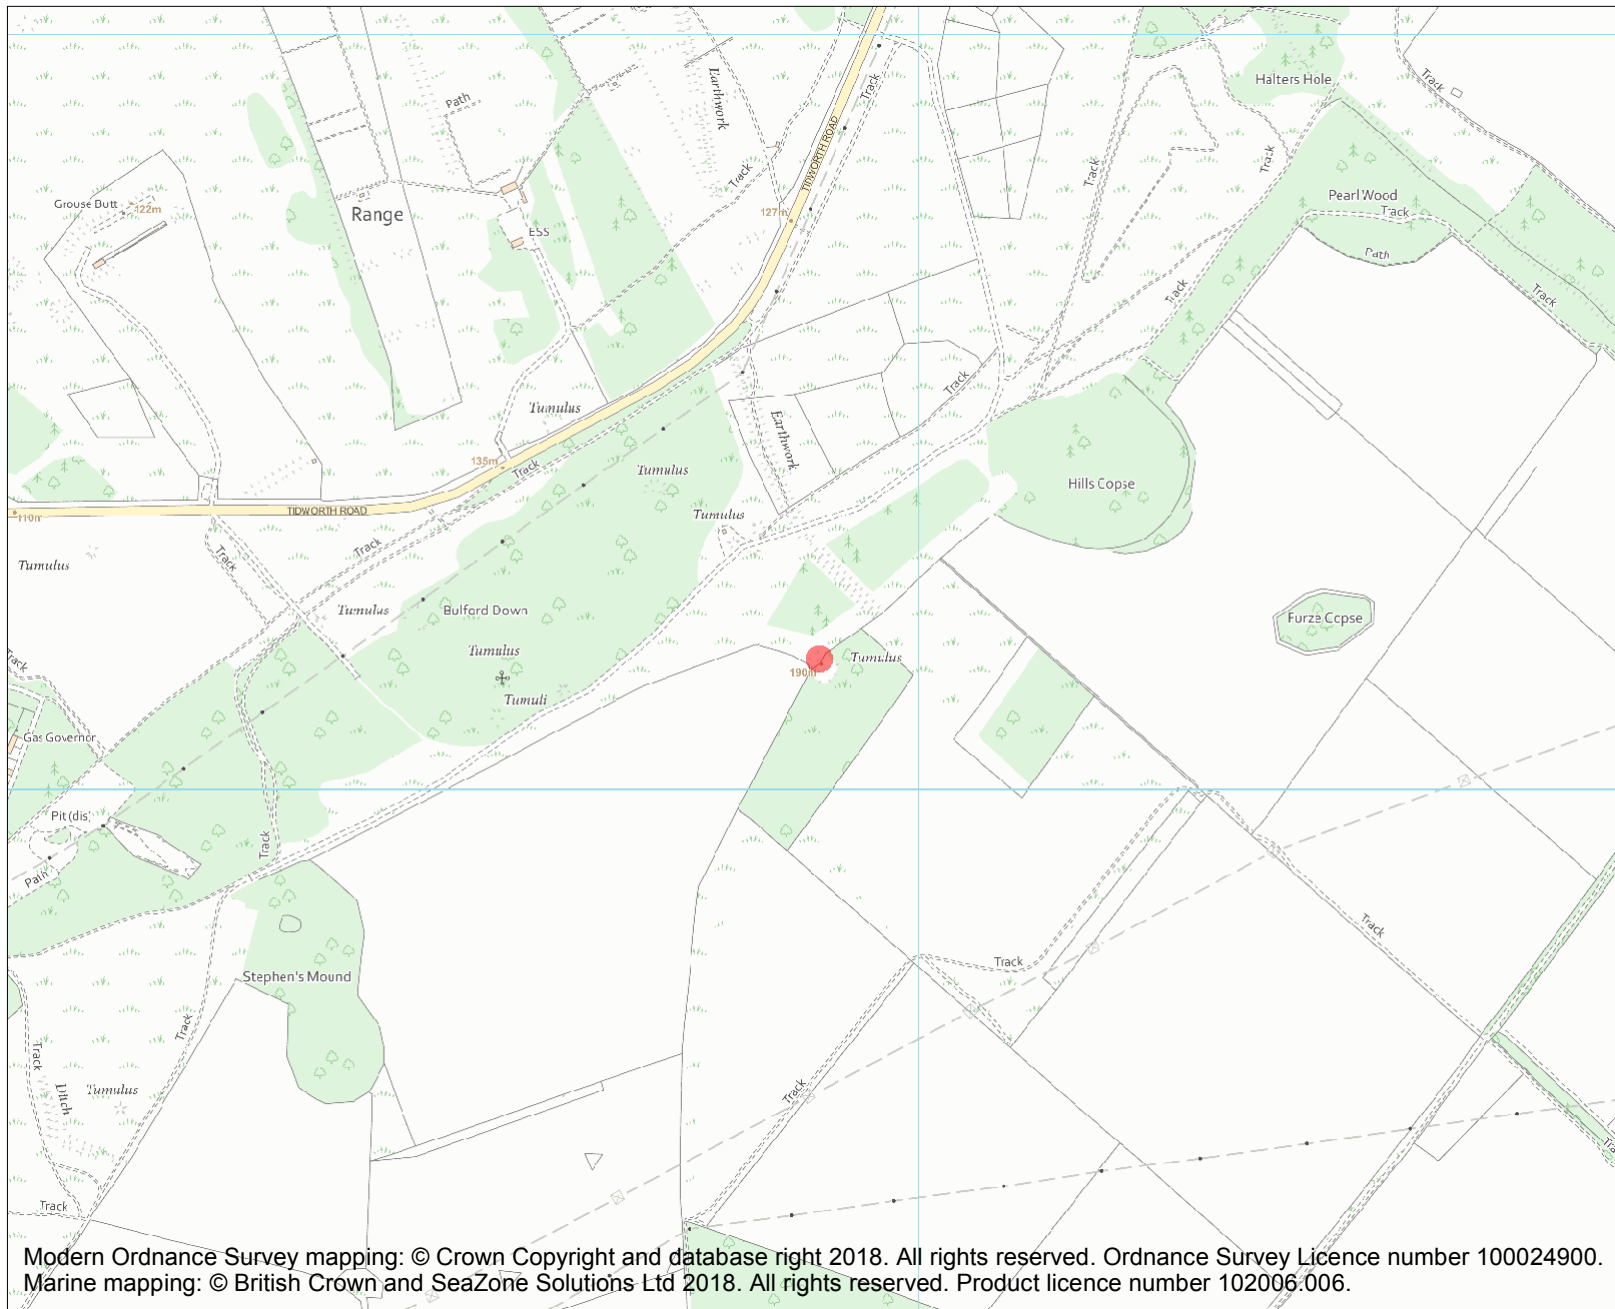 Halters Hole
Track
Earthwork
Path
Track
TIDWORTH ROAD
Track
Track
Track
Pearl Wood
Track
Path
Grouse Butt
122m
Range
127m
ESS
Track
Track
Track
Tumulus
Earthwork
135m
Track
Tumulus
Hills Copse
TIDWORTH ROAD
110m
Tumulus
Track
Track
Tumulus
Tumulus
Bulford Down
Furze Copse
Tumulus
Tumulus
190m
Track
Tumuli
Gas Governor
Pit (dis)
Track
Path
Track
Track
Stephen's Mound
Track
Track
Ditch
Tumulus
Track
Track
Modern Ordnance Survey mapping: © Crown Copyright and database right 2018. All rights reserved. Ordnance Survey Licence number 100024900.
Marine mapping: © British Crown and SeaZone Solutions Ltd 2018. All rights reserved. Product licence number 102006.006.